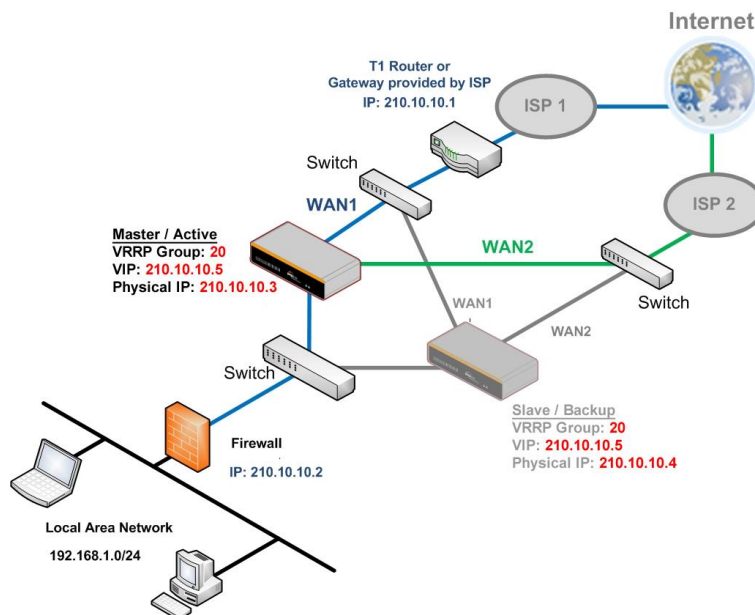 Internet
T1 Router or
Gateway provided by ISP
IP: 210.10.10.1
ISP 1
Switch
WAN1
ISP 2
Master / Active
VRRP Group: 20
VIP: 210.10.10.5
Physical IP: 210.10.10.3
WAN2
Switch
WAN1
WAN2
Switch
Slave / Backup
VRRP Group: 20
VIP: 210.10.10.5
Physical IP: 210.10.10.4
Firewall
IP: 210.10.10.2
Local Area Network
192.168.1.0/24